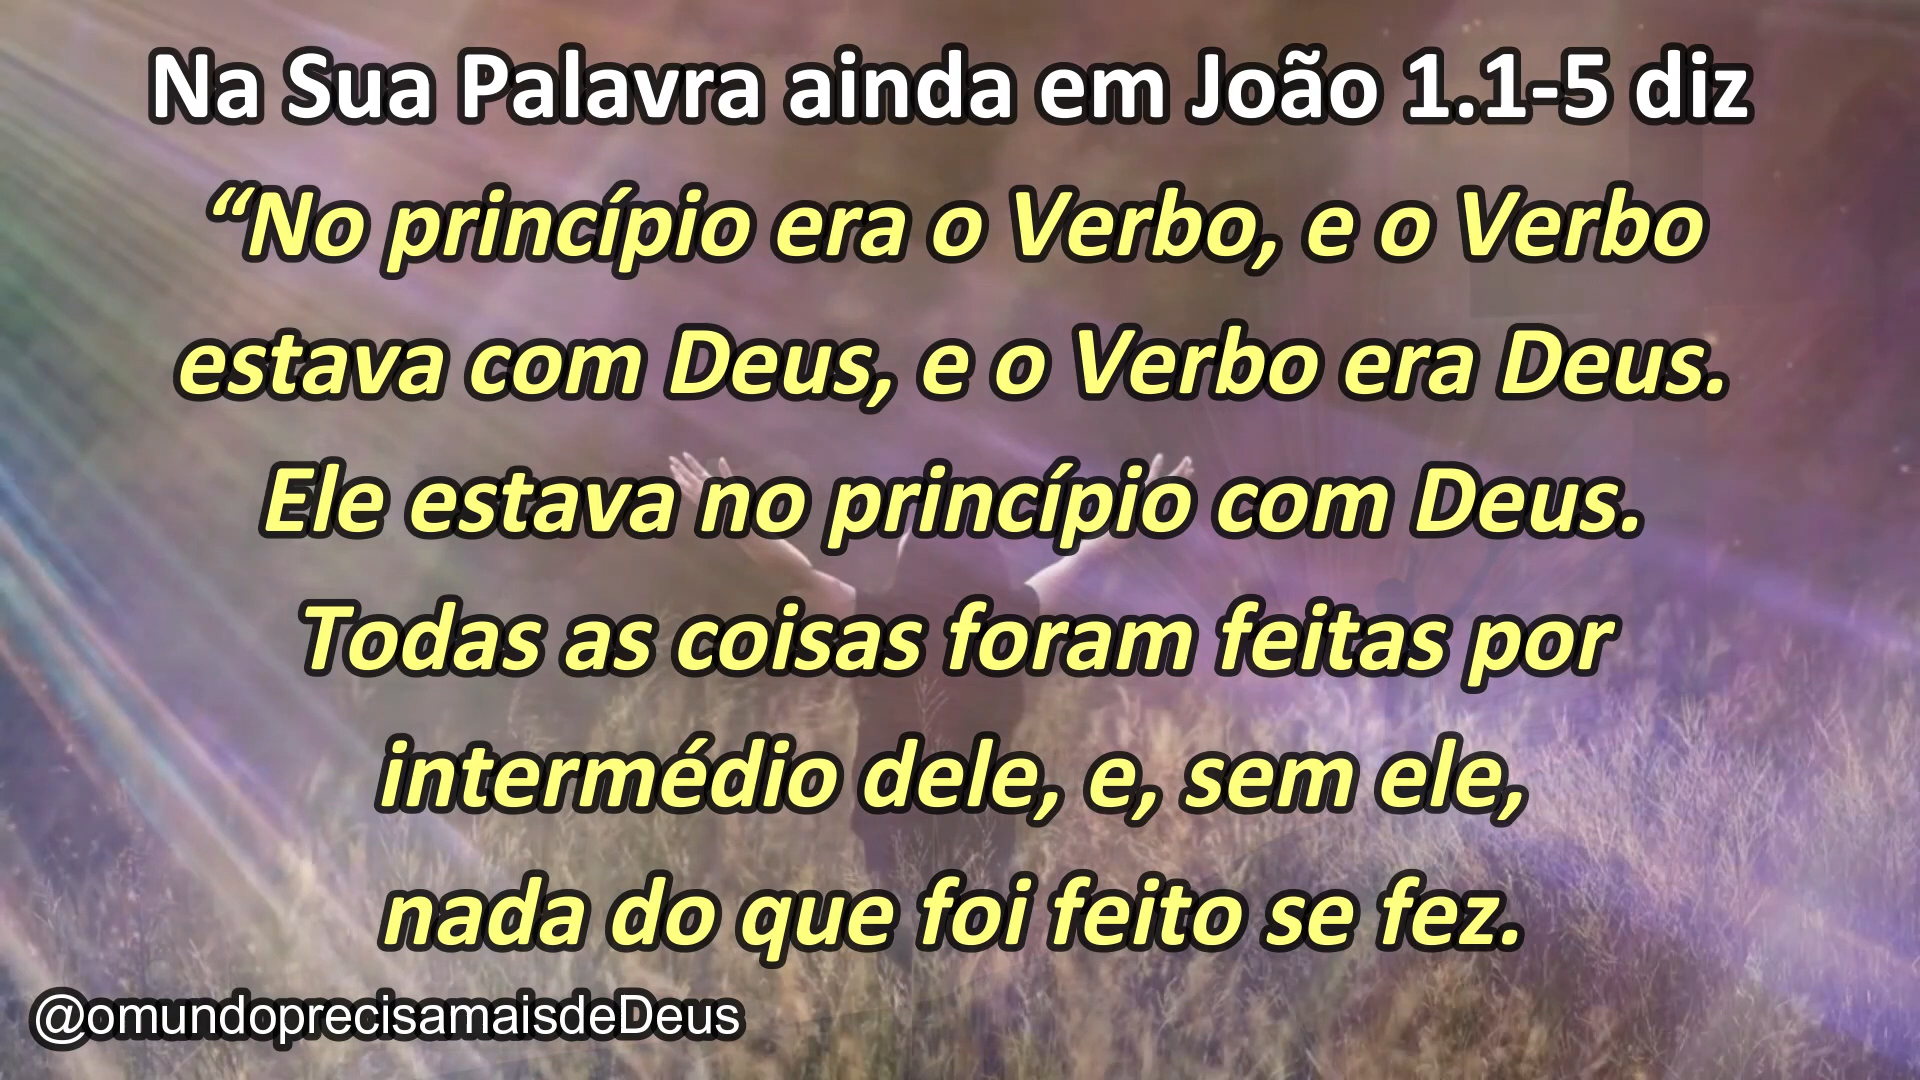 Na Sua Palavra ainda em João 1.1-5 diz
“No princípio era o Verbo, e o Verbo
estava com Deus, e o Verbo era Deus.
Ele estava no princípio com Deus.
Todas as coisas foram feitas por
intermédio dele, e, sem ele,
nada do que foi feito se fez.
@omundoprecisamaisdeDeus